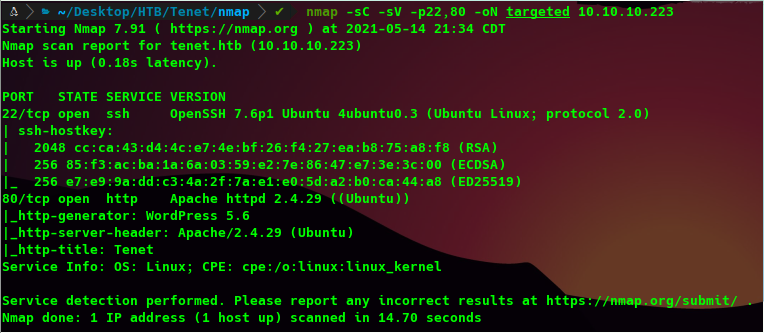 ~/Desktop/HTB/Tenet/nmap ✔ nmap -sC -sV -p22,80 -oN targeted 10.10.10.223
Starting Nmap 7.91 ( https://nmap.org ) at 2021-05-14 21:34 CDT
Nmap scan report for tenet.htb (10.10.10.223)
Host is up (0.18s latency).
PORT   STATE SERVICE VERSION
22/tcp open  ssh     OpenSSH 7.6p1 Ubuntu 4ubuntu0.3 (Ubuntu Linux; protocol 2.0)
| ssh-hostkey:
|   2048 cc:ca:43:d4:4c:e7:4e:bf:26:f4:27:ea:b8:75:a8:f8 (RSA)
|   256 85:f3:ac:ba:1a:6a:03:59:e2:7e:86:47:e7:3e:3c:00 (ECDSA)
|_  256 e7:e9:9a:dd:c3:4a:2f:7a:e1:e0:5d:a2:b0:ca:44:a8 (ED25519)
80/tcp open  http    Apache httpd 2.4.29 ((Ubuntu))
|_http-generator: WordPress 5.6
|_http-server-header: Apache/2.4.29 (Ubuntu)
|_http-title: Tenet
Service Info: OS: Linux; CPE: cpe:/o:linux:linux_kernel
Service detection performed. Please report any incorrect results at https://nmap.org/submit/ .
Nmap done: 1 IP address (1 host up) scanned in 14.70 seconds